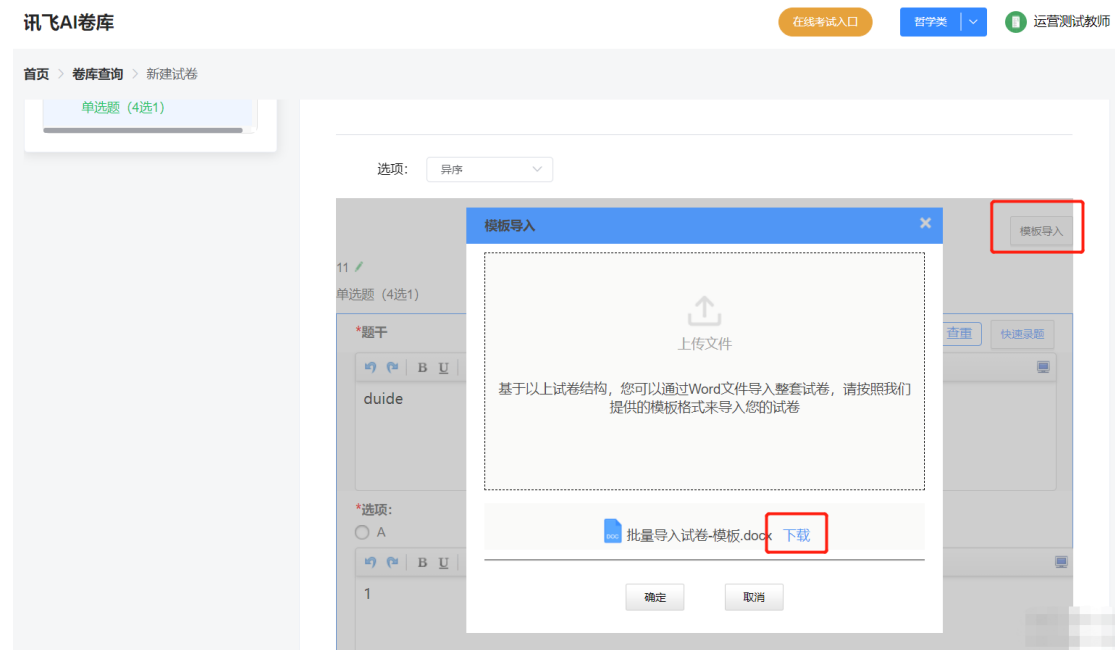 讯飞AI卷库
在线考试入口
哲学类
运营测试教师
首页 > 卷库查询 > 新建试卷
单选题（4选1）
选项：
异序
模板导入
模板导入
11
单选题（4选1）
*题干
查重
快速录题
B U
duide
上传文件
基于以上试卷结构，您可以通过Word文件导入整套试卷，请按照我们
提供的模板格式来导入您的试卷
*选项：
A
DOC
批量导入试卷-模板.docx
下载
B U
1
确定
取消